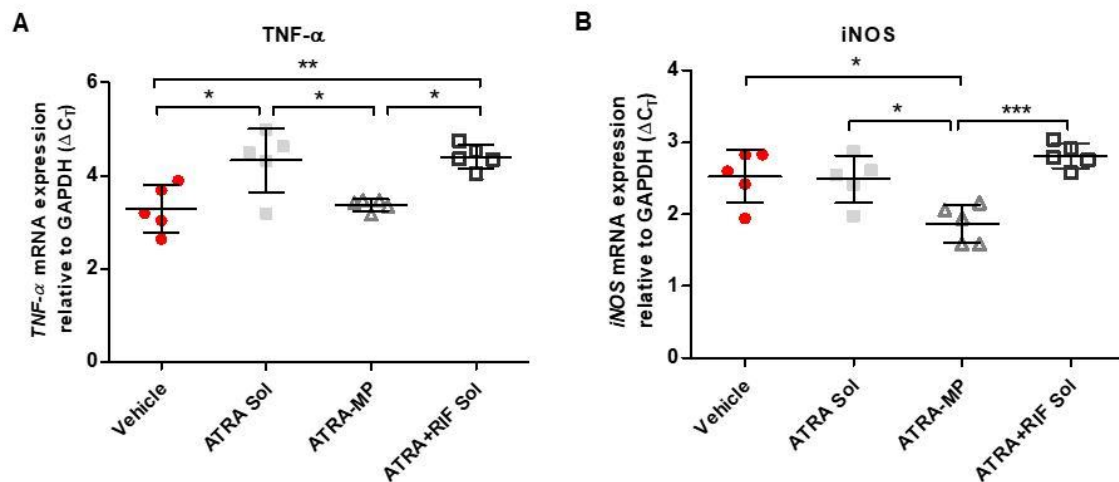 A
TNF-α
**
*
*
*
6
4
2
0
TNF-α mRNA expression
relative to GAPDH (ΔCT)
Vehicle
ATRA Sol
ATRA-MP
ATRA+RIF Sol
B
iNOS
*
*
***
4
3
2
1
0
iNOS mRNA expression
relative to GAPDH (ΔCT)
Vehicle
ATRA Sol
ATRA-MP
ATRA+RIF Sol